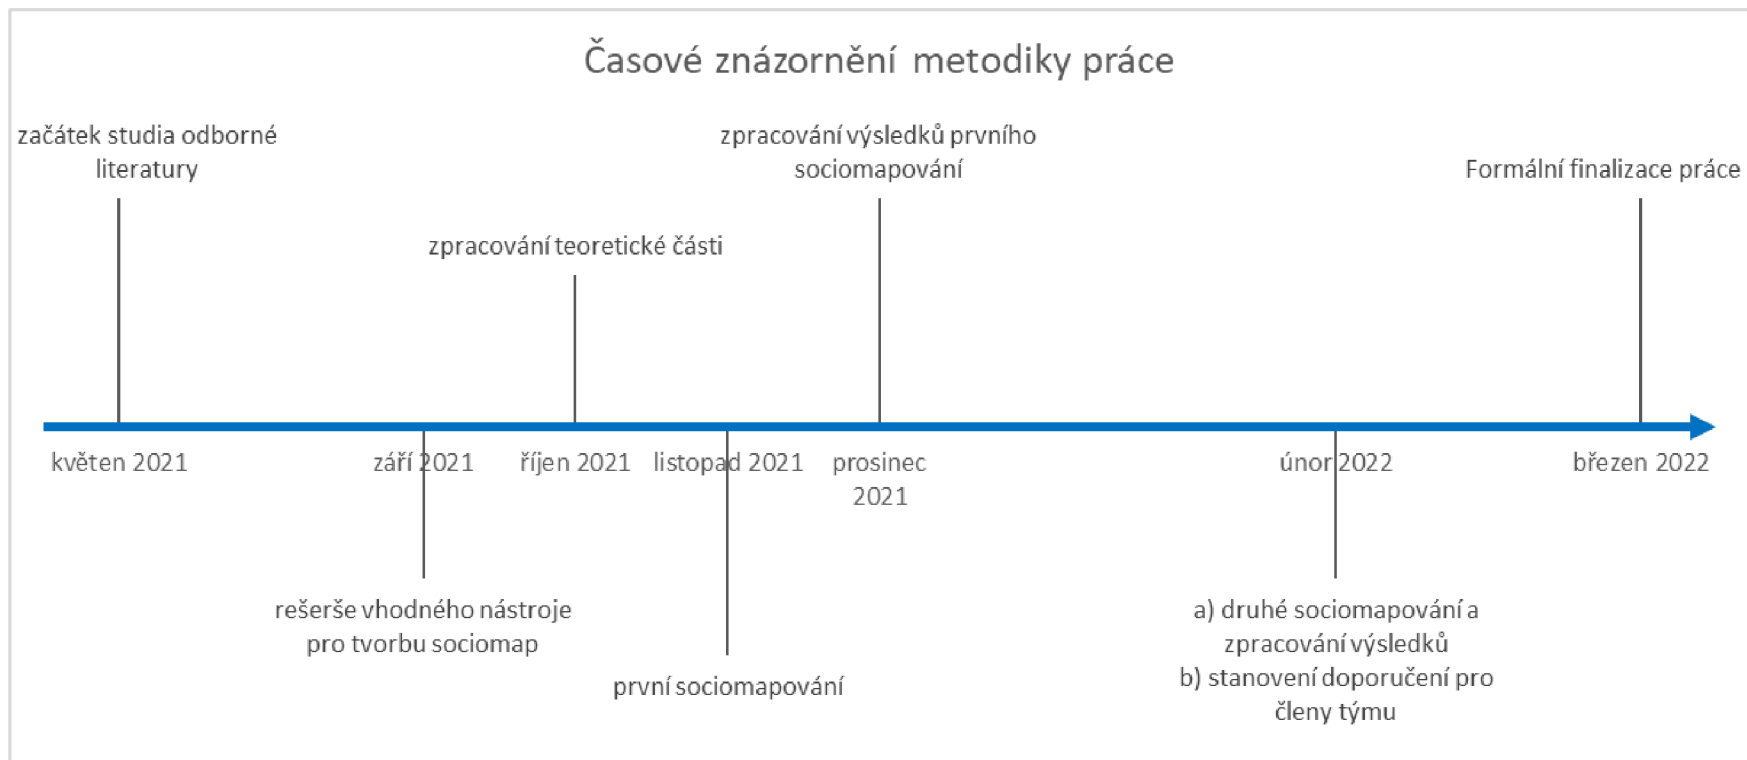 Časové znázornění metodiky práce
začátek studia odborné
literatury
zpracování výsledků prvního
sociomapování
Formální finalizace práce
zpracování teoretické části
květen 2021
září 2021
říjen 2021
listopad 2021
prosinec
2021
únor 2022
březen 2022
rešerše vhodného nástroje
pro tvorbu sociomap
první sociomapování
a) druhé sociomapování a
zpracování výsledků
b) stanovení doporučení pro
členy týmu